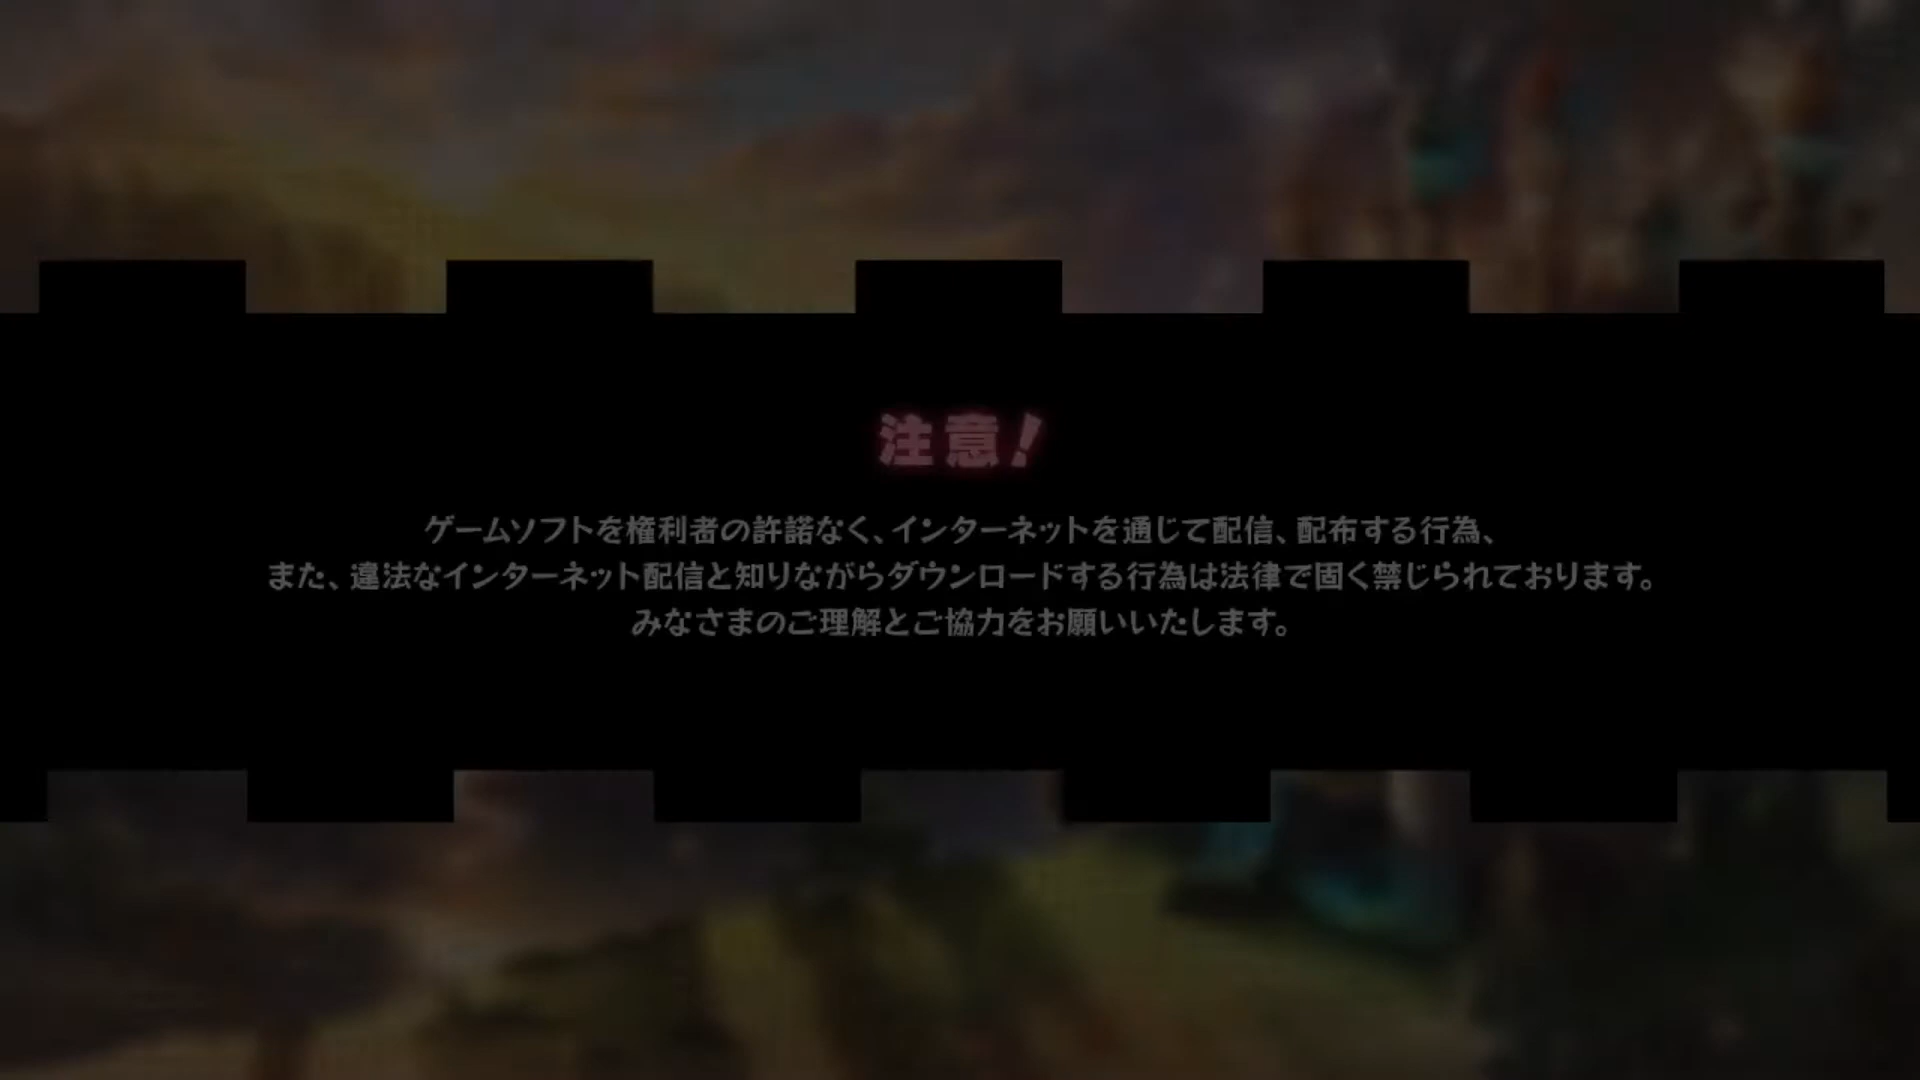 注意!
ゲームソフトを権利者の許諾なく、インターネットを通じて配信、配布する行為、
また、違法なインターネット配信と知りながらダウンロードする行為は法律で固く禁じられております。
みなさまのご理解とご協力をお願いいたします。